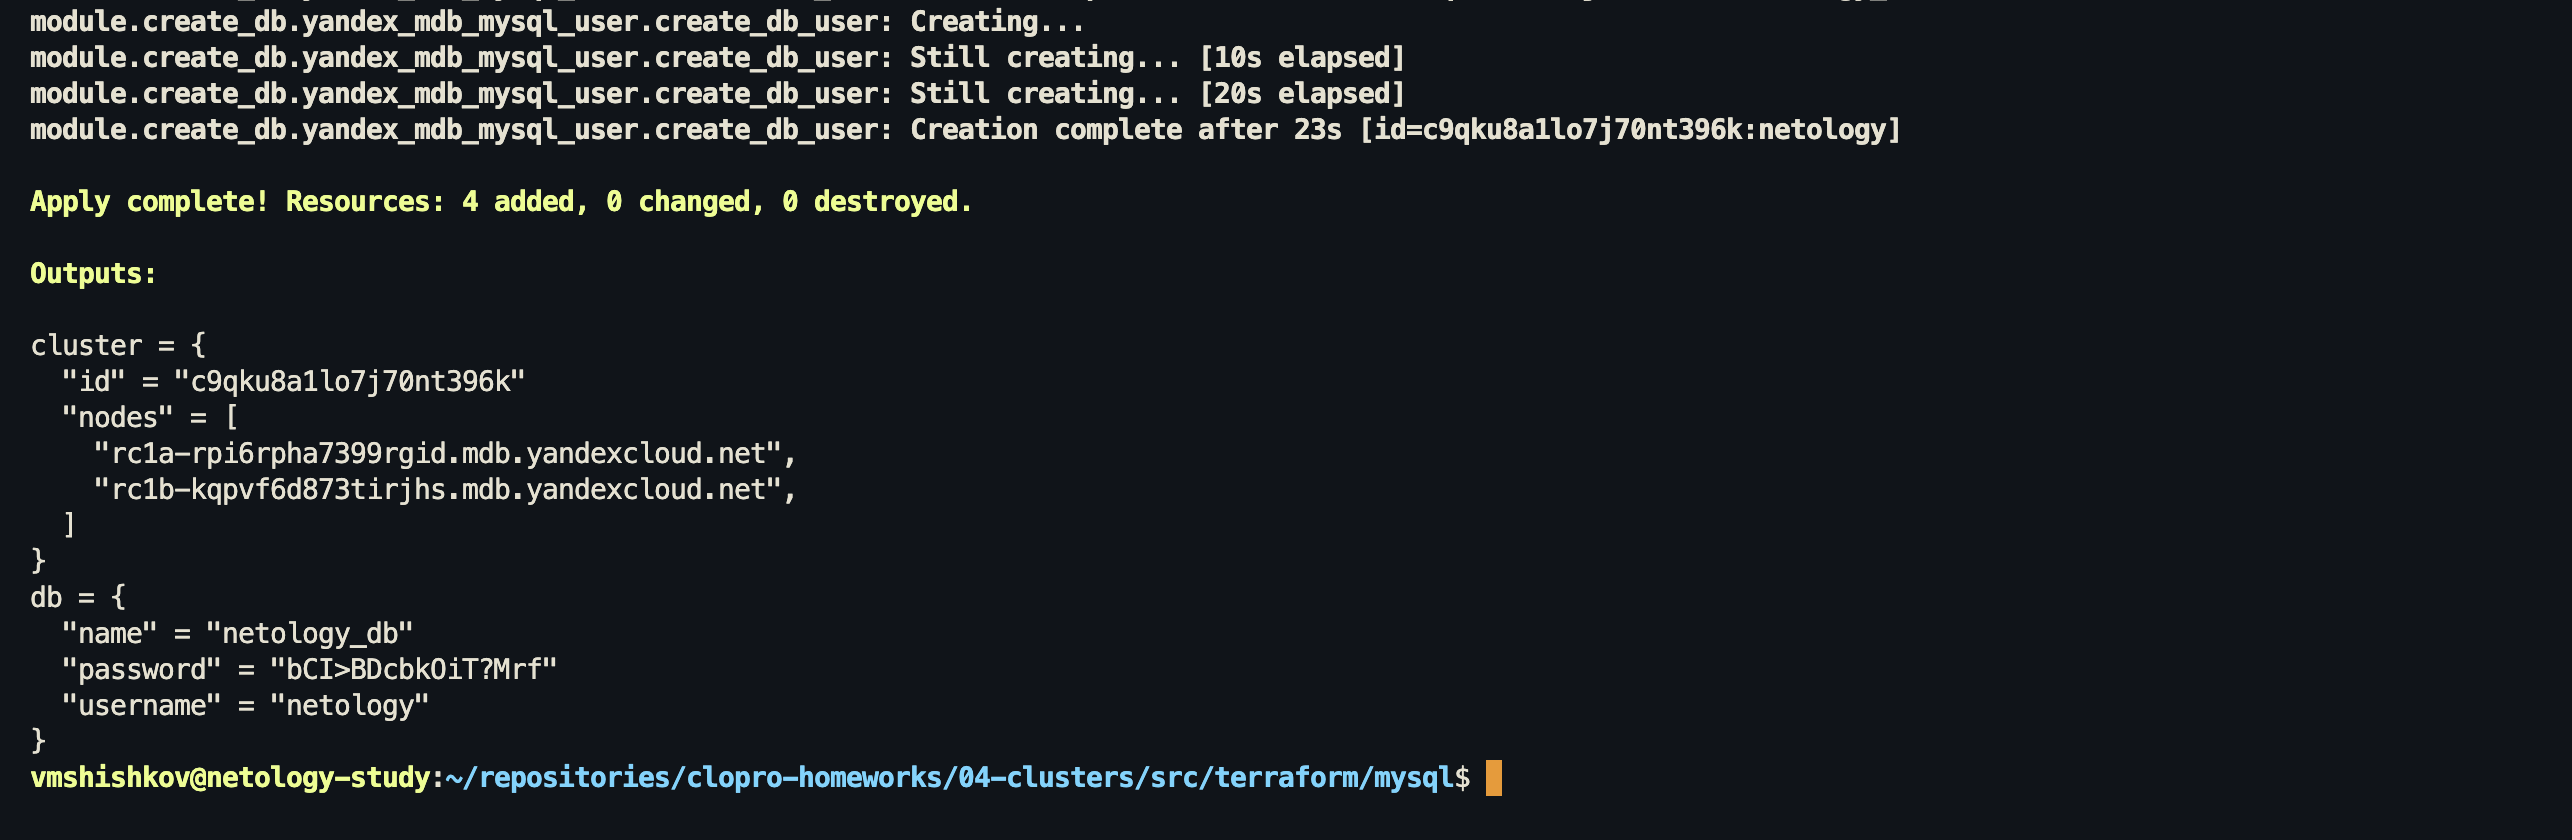 module.create_db.yandex_mdb_mysql_user.create_db_user: Creating...
module.create_db.yandex_mdb_mysql_user.create_db_user: Still creating... [10s elapsed]
module.create_db.yandex_mdb_mysql_user.create_db_user: Still creating... [20s elapsed]
module.create_db.yandex_mdb_mysql_user.create_db_user: Creation complete after 23s [id=c9qku8a1lo7j70nt396k:netology]

Apply complete! Resources: 4 added, 0 changed, 0 destroyed.

Outputs:

cluster = {
  "id" = "c9qku8a1lo7j70nt396k"
  "nodes" = [
    "rc1a-rpi6rpha7399rgid.mdb.yandexcloud.net",
    "rc1b-kqpvf6d873tirjhs.mdb.yandexcloud.net",
  ]
}
db = {
  "name" = "netology_db"
  "password" = "bCI>BDcbkOiT?Mrf"
  "username" = "netology"
}
vmshishkov@netology-study:~/repositories/clopro-homeworks/04-clusters/src/terraform/mysql$